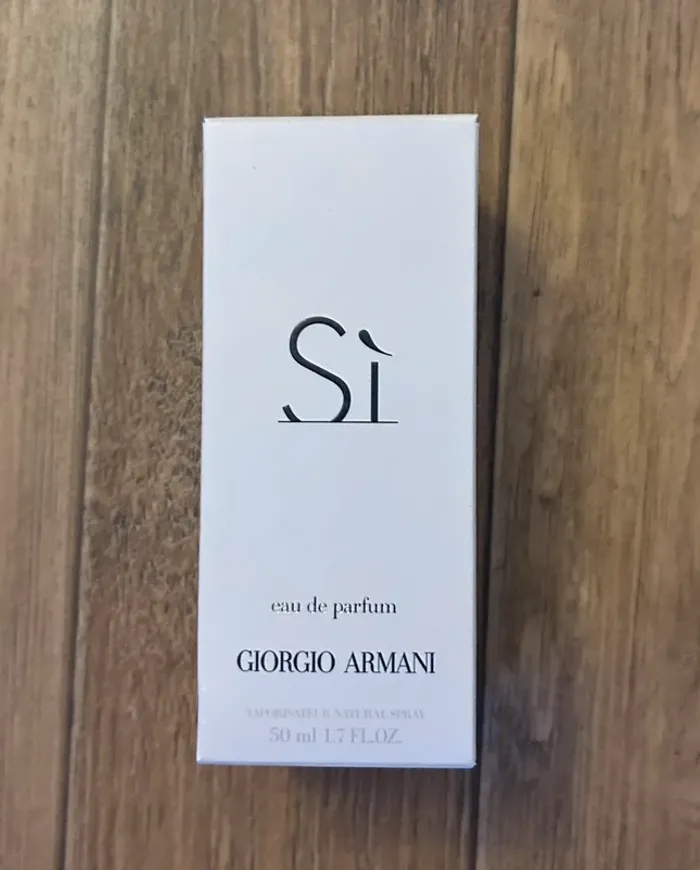 Sì
eau de parfum
GIORGIO ARMANI
VAPORISATEUR NATURAL SPRAY
50 ml 1.7 FL.OZ.